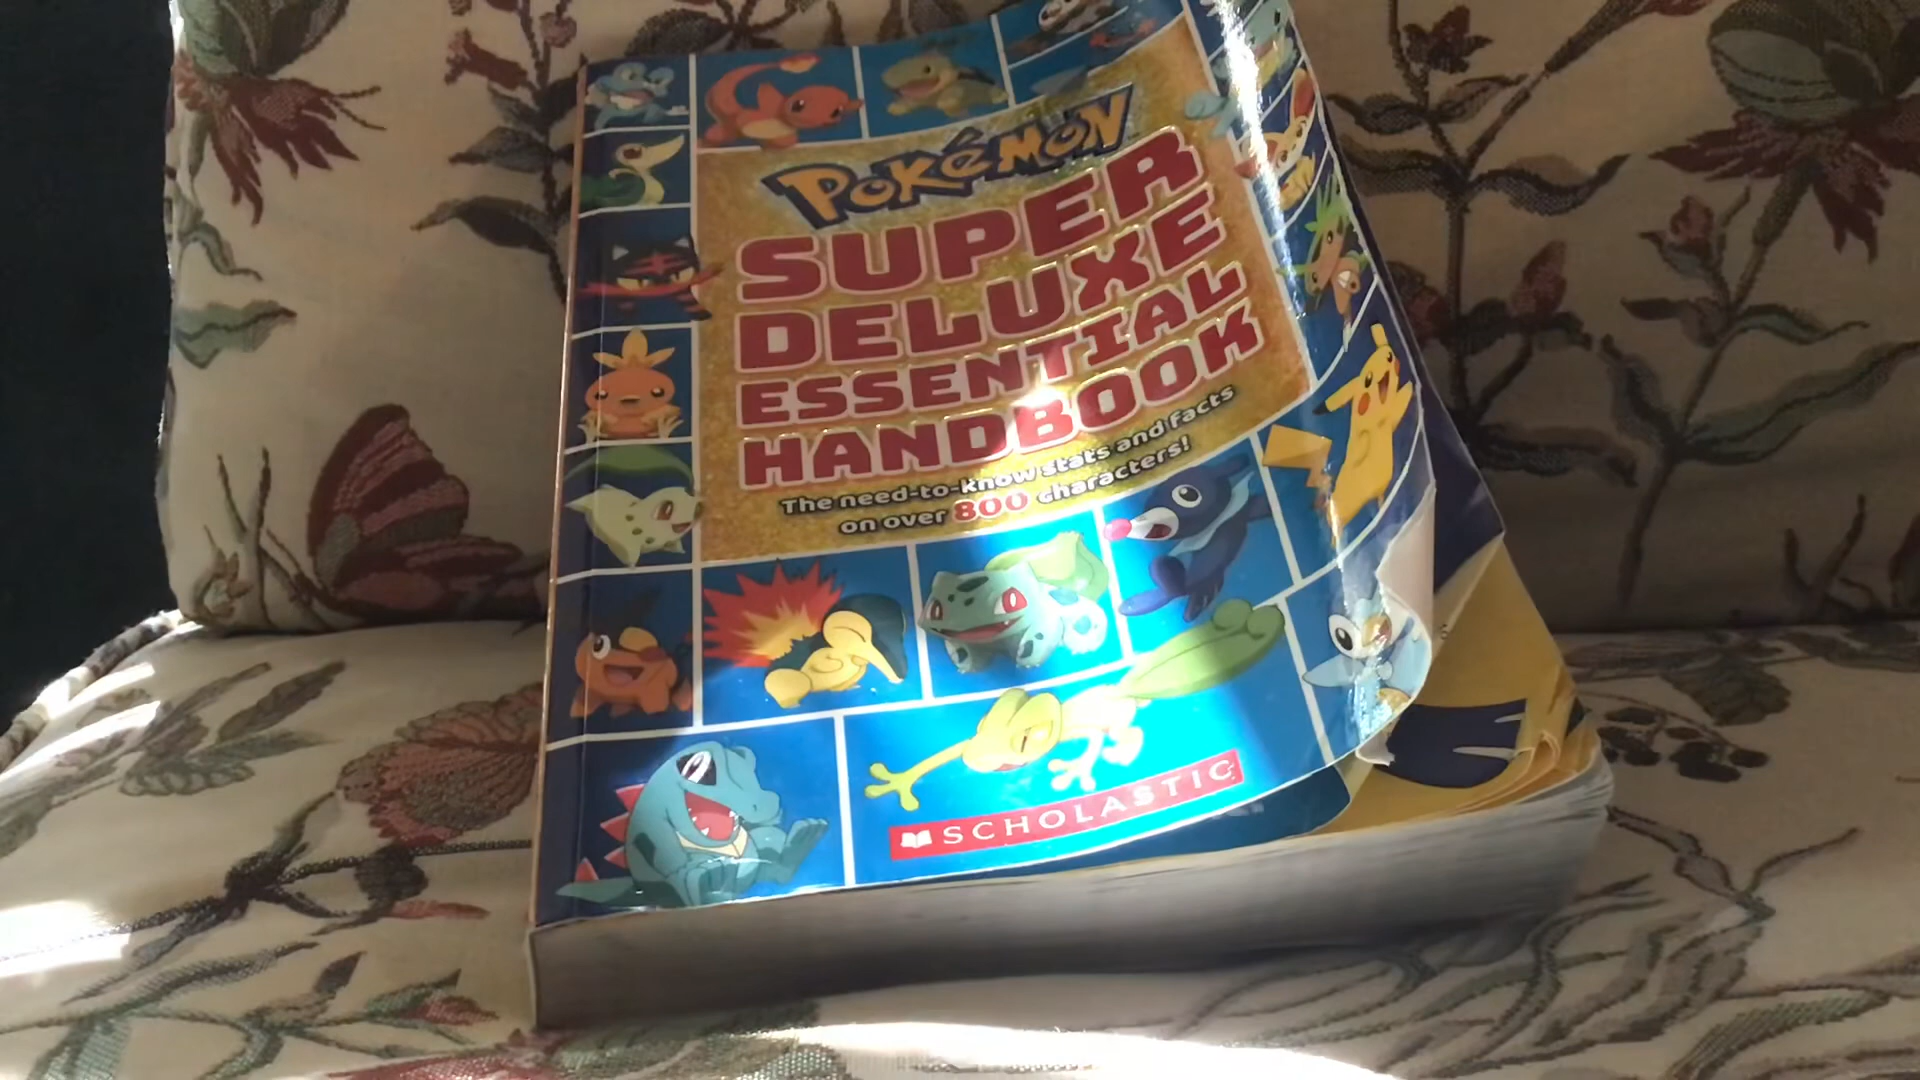 POKéMON
SUPER
DELUXE
ESSENTIAL
HANDBOOK
The need-to-know stats and facts
on over 800 characters!
SCHOLASTIC